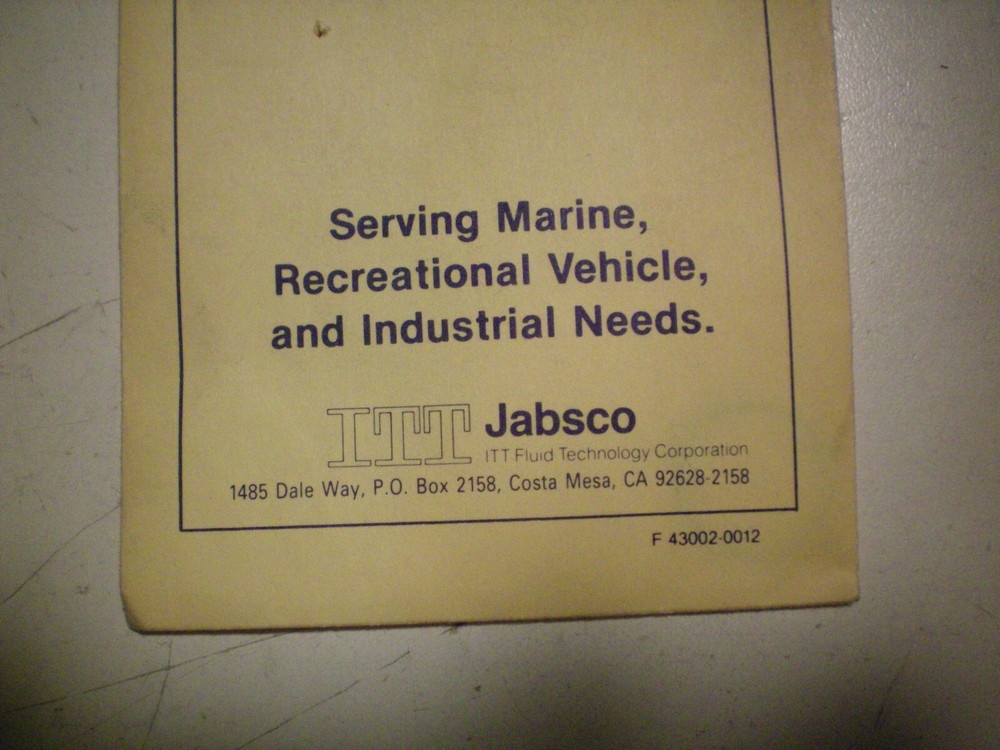 Serving Marine,
Recreational Vehicle,
and Industrial Needs.
ITT Jabsco
ITT Fluid Technology Corporation
1485 Dale Way, P.O. Box 2158, Costa Mesa, CA 92628-2158
F 43002-0012